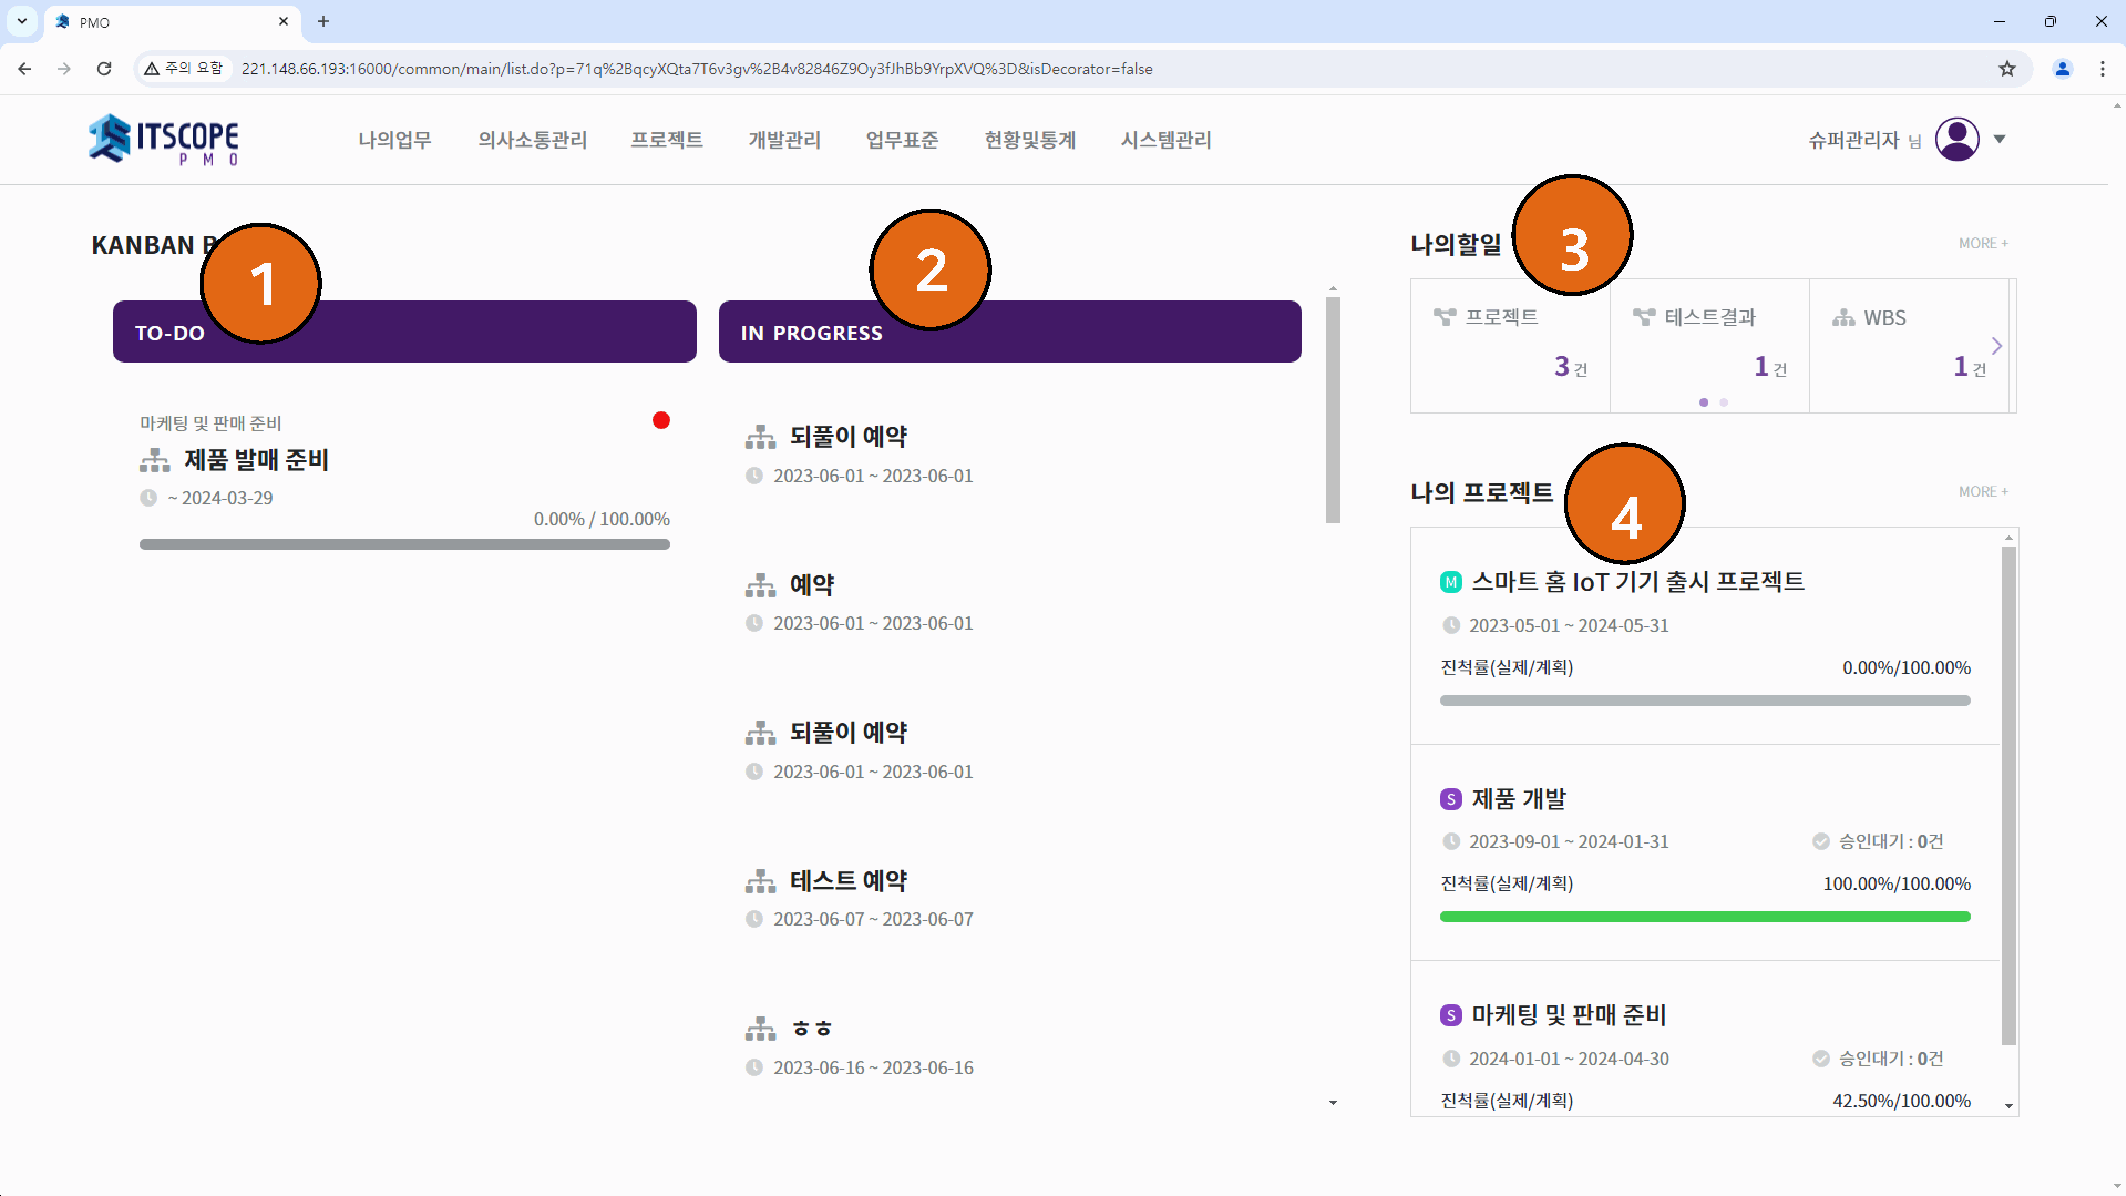 PMO
주의 요함
221.148.66.193:16000/common/main/list.do?p=71q%2BqcyXQta7T6v3gv%2B4v82846Z9Oy3fJhBb9YrpXVQ%3D&isDecorator=false
ITSCOPE
PMO
나의업무
의사소통관리
프로젝트
개발관리
업무표준
현황및통계
시스템관리
슈퍼관리자 님
KANBAN B
1
TO-DO
마케팅 및 판매 준비
제품 발매 준비
~ 2024-03-29
0.00% / 100.00%
2
IN PROGRESS
되풀이 예약
2023-06-01 ~ 2023-06-01
예약
2023-06-01 ~ 2023-06-01
되풀이 예약
2023-06-01 ~ 2023-06-01
테스트 예약
2023-06-07 ~ 2023-06-07
ㅎㅎ
2023-06-16 ~ 2023-06-16
나의할일
3
MORE +
프로젝트
3 건
테스트결과
1 건
WBS
1 건
나의 프로젝트
4
MORE +
M 스마트 홈 IoT 기기 출시 프로젝트
2023-05-01 ~ 2024-05-31
진척률(실제/계획) 0.00%/100.00%
S 제품 개발
2023-09-01 ~ 2024-01-31 승인대기 : 0건
진척률(실제/계획) 100.00%/100.00%
S 마케팅 및 판매 준비
2024-01-01 ~ 2024-04-30 승인대기 : 0건
진척률(실제/계획) 42.50%/100.00%